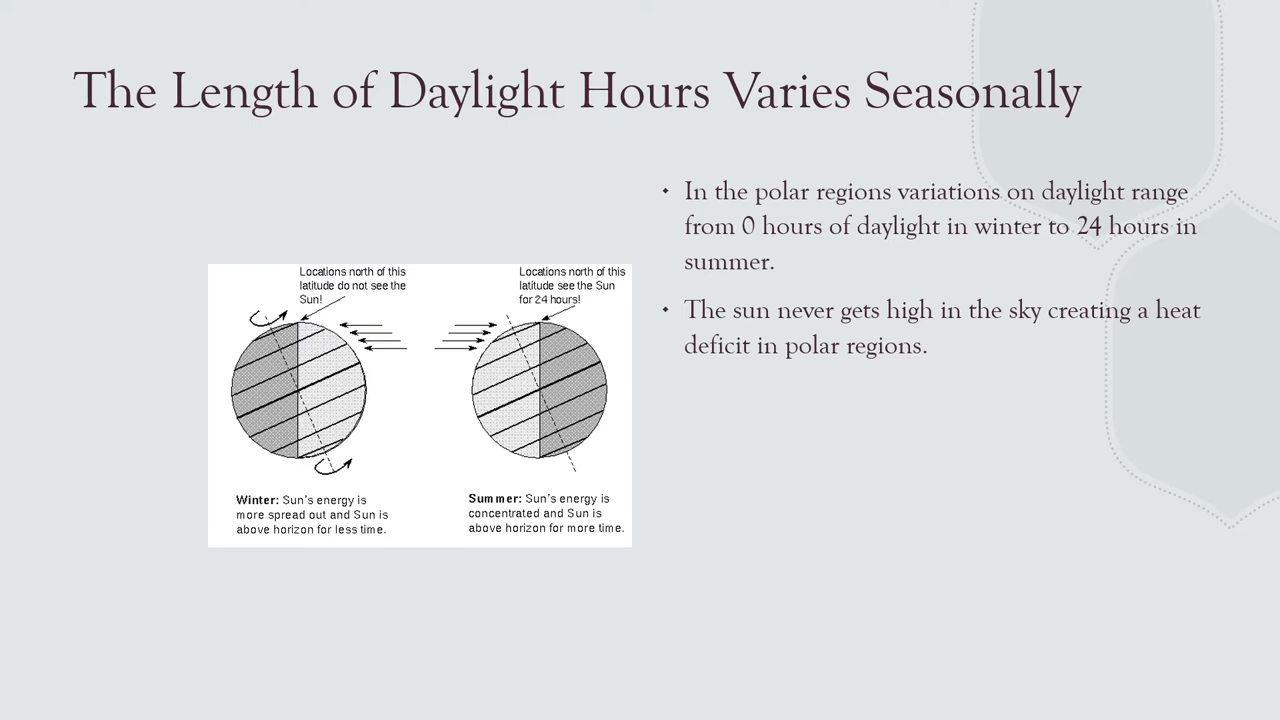 The Length of Daylight Hours Varies Seasonally
Locations north of this
latitude do not see the
Sun!
Locations north of this
latitude see the Sun
for 24 hours!
Winter: Sun's energy is
more spread out and Sun is
above horizon for less time.
Summer: Sun's energy is
concentrated and Sun is
above horizon for more time.
• In the polar regions variations on daylight range
from 0 hours of daylight in winter to 24 hours in
summer.
• The sun never gets high in the sky creating a heat
deficit in polar regions.